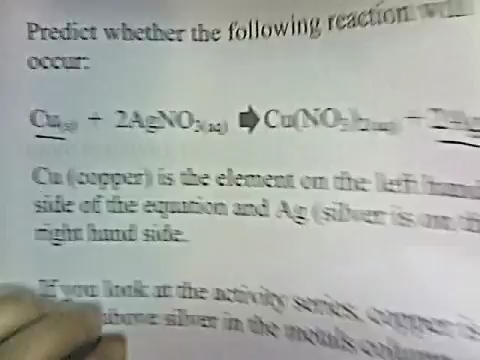 Predict whether the following reaction will
occur:
Cu(s) + 2AgNO3(aq) ➡ Cu(NO3)2(aq) + 2Ag
Cu (copper) is the element on the left hand
side of the equation and Ag (silver is on the
right hand side.
If you look at the activity series, copper is
above silver in the metals column